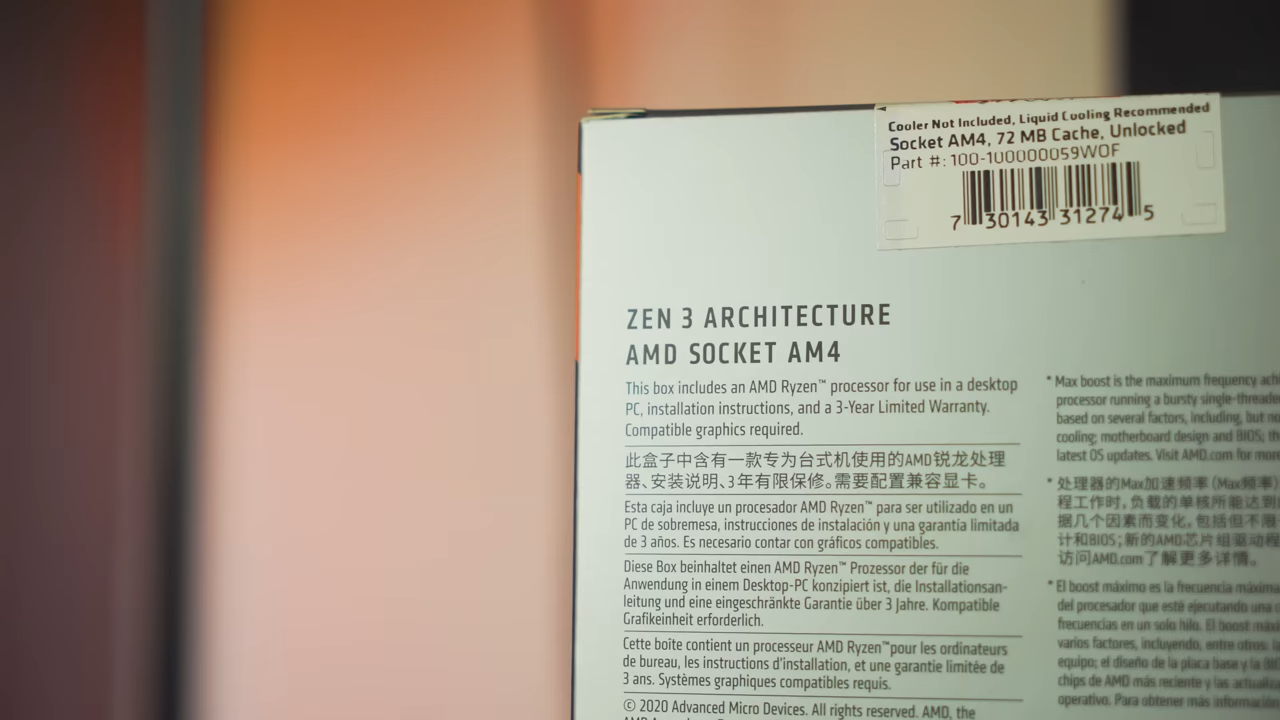 Cooler Not Included, Liquid Cooling Recommended
Socket AM4, 72 MB Cache, Unlocked
Part #: 100-100000059WOF
7 30143 31274 5
ZEN 3 ARCHITECTURE
AMD SOCKET AM4
This box includes an AMD Ryzen™ processor for use in a desktop
PC, installation instructions, and a 3-Year Limited Warranty.
Compatible graphics required.
此盒子中含有一款专为台式机使用的AMD锐龙处理
器、安装说明、3年有限保修。需要配置兼容显卡。
Esta caja incluye un procesador AMD Ryzen™ para ser utilizado en un
PC de sobremesa, instrucciones de instalación y una garantía limitada
de 3 años. Es necesario contar con gráficos compatibles.
Diese Box beinhaltet einen AMD Ryzen™ Prozessor der für die
Anwendung in einem Desktop-PC konzipiert ist, die Installationsan-
leitung und eine eingeschränkte Garantie über 3 Jahre. Kompatible
Grafikeinheit erforderlich.
Cette boîte contient un processeur AMD Ryzen™pour les ordinateurs
de bureau, les instructions d'installation, et une garantie limitée de
3 ans. Systèmes graphiques compatibles requis.
© 2020 Advanced Micro Devices. All rights reserved. AMD, the
* Max boost is the maximum frequency
processor running a bursty
based on several factors, including, but
cooling; motherboard design and BIOS;
latest OS updates. Visit AMD.com for
* 处理器的Max加速频率（Max频率）
程工作时，负载的单核所能达到
据几个因素而变化，包括但不限
计和BIOS；新的AMD芯片组驱动程
访问AMD.com了解更多详情。
* El boost máximo es la frecuencia
del procesador que esté ejecutando una
frecuencias en un solo hilo. El boost
varios factores, incluyendo, entre otros:
equipo; el diseño de la placa base y la
chips de AMD más reciente y las
operativo. Para obtener más